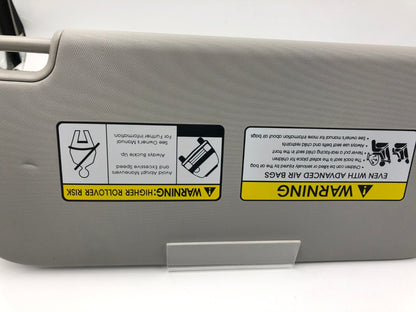 WARNING
EVEN WITH ADVANCED AIR BAGS
• Children can be killed or seriously injured by the air bag
• The back seat is the safest place for children
• Never put a rear-facing child seat in the front
• Always use seat belts and child restraints
• See owner's manual for more information about air bags
WARNING: HIGHER ROLLOVER RISK
Avoid Abrupt Maneuvers
and Excessive Speed
Always Buckle Up
See Owner's Manual
For Further Information